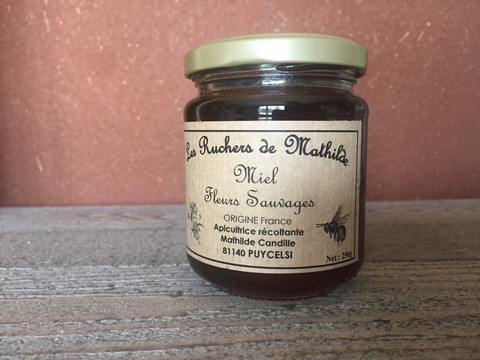 Les Ruchers de Mathilde
Miel
Fleurs Sauvages
ORIGINE France
Apicultrice récoltante
Mathilde Candille
81140 PUYCELSI
Net : 250g